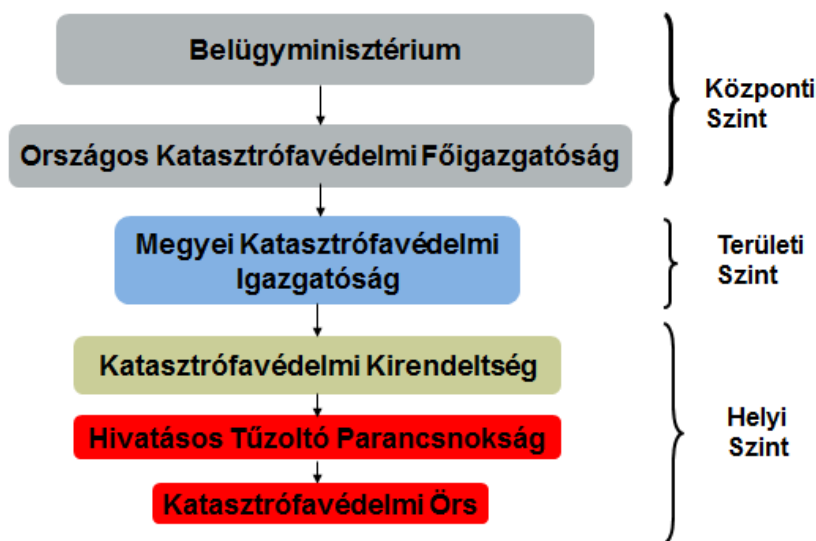 Belügyminisztérium
Központi
Szint
Országos Katasztrófavédelmi Főigazgatóság
Megyei Katasztrófavédelmi
Igazgatóság
Területi
Szint
Katasztrófavédelmi Kirendeltség
Hivatásos Tűzoltó Parancsnokság
Katasztrófavédelmi Örs
Helyi
Szint